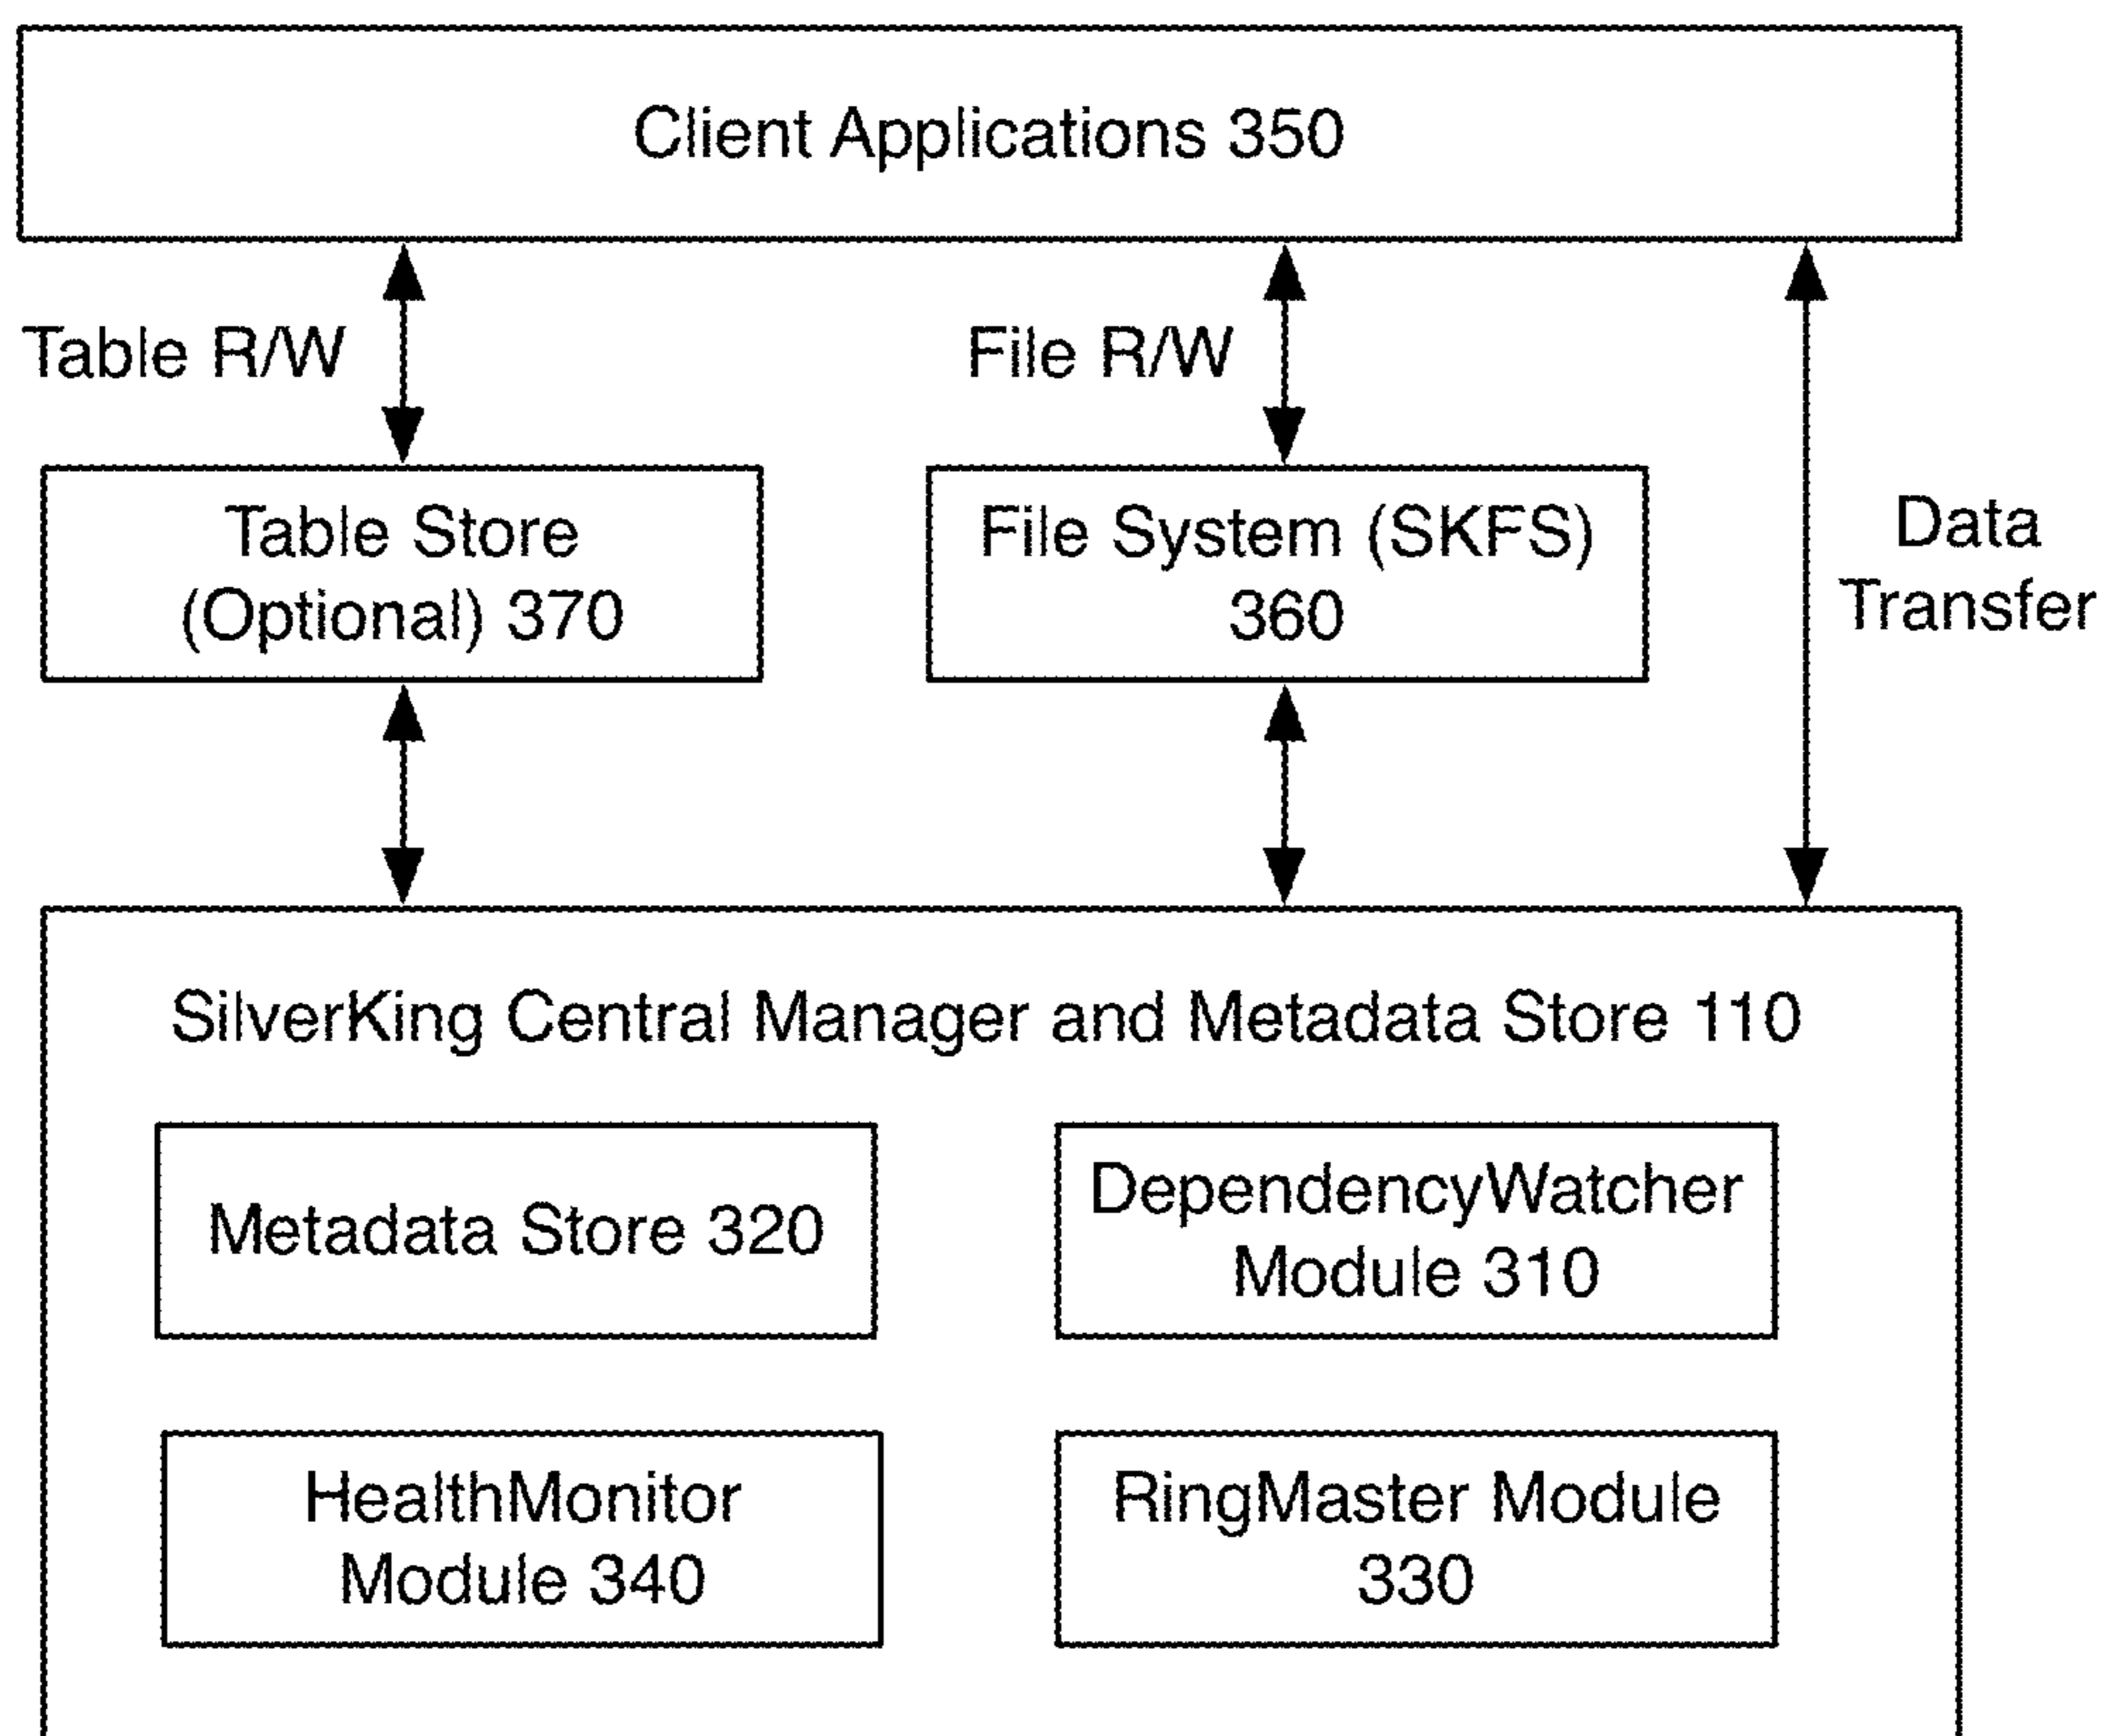 Client Applications 350
Table R/W
File R/W
Table Store
(Optional) 370
File System (SKFS)
360
Data
Transfer
SilverKing Central Manager and Metadata Store 110
Metadata Store 320
DependencyWatcher
Module 310
HealthMonitor
Module 340
RingMaster Module
330